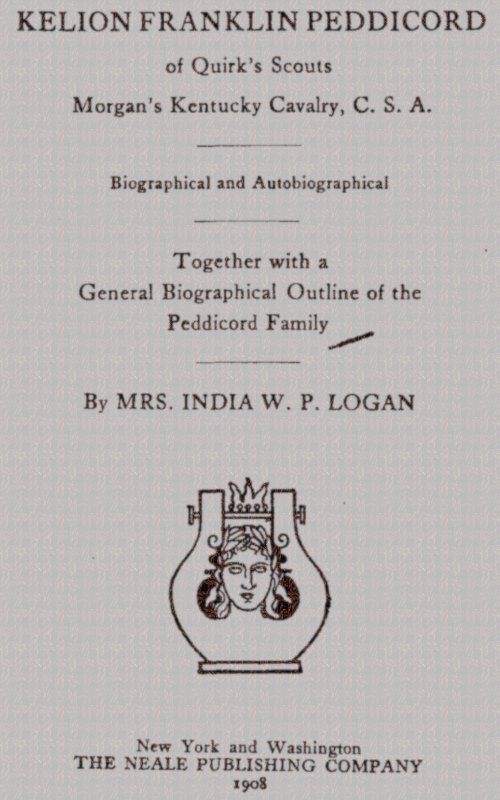 KELION FRANKLIN PEDDICORD
of Quirk's Scouts
Morgan's Kentucky Cavalry, C. S. A.
Biographical and Autobiographical
Together with a
General Biographical Outline of the
Peddicord Family
By MRS. INDIA W. P. LOGAN
New York and Washington
THE NEALE PUBLISHING COMPANY
1908